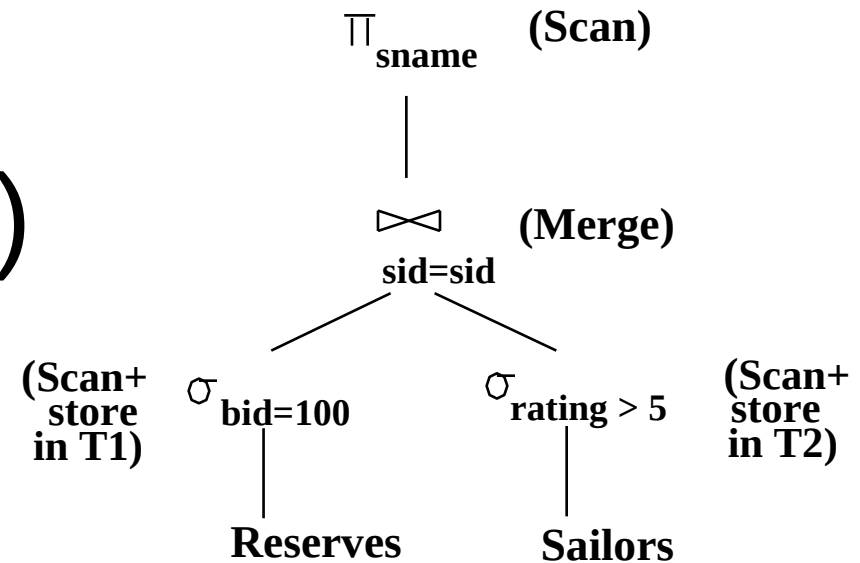 π sname (Scan)
)
⋈ (Merge)
sid=sid
(Scan+
store
in T1)
σ bid=100
σ rating > 5
(Scan+
store
in T2)
Reserves
Sailors